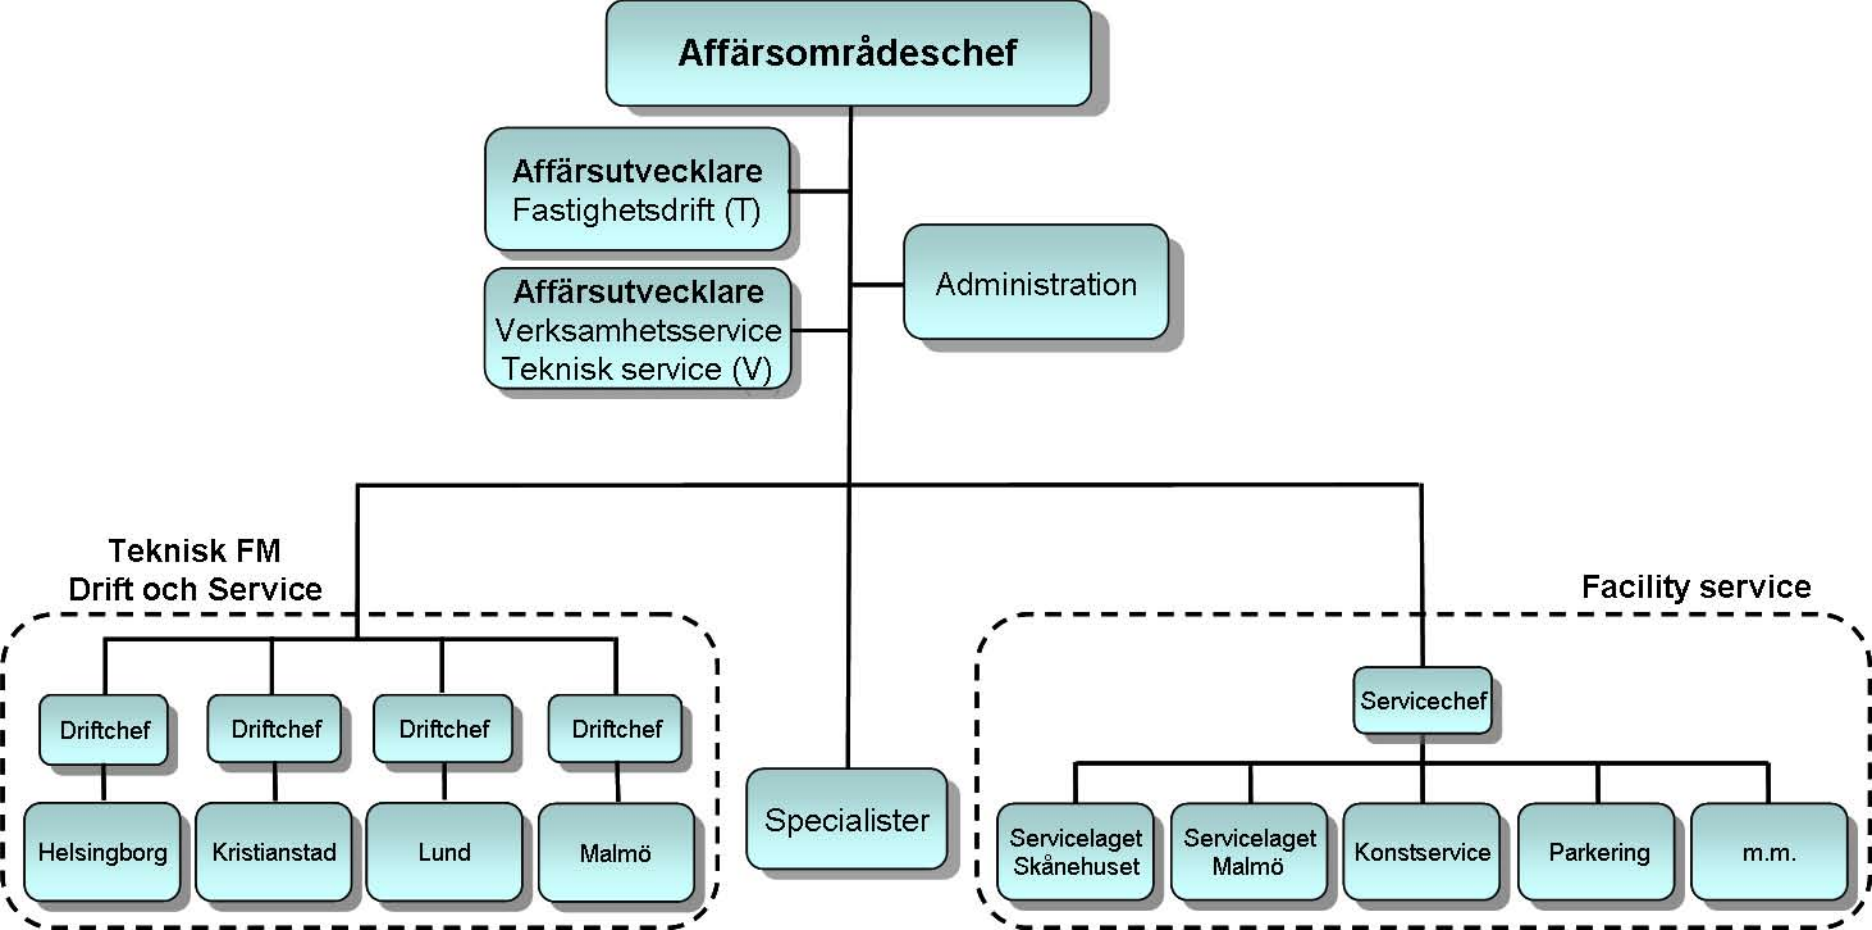 Affärsområdeschef
Affärsutvecklare
Fastighetsdrift (T)
Affärsutvecklare
Verksamhetsservice
Teknisk service (V)
Administration
Teknisk FM
Drift och Service
Facility service
Driftchef
Driftchef
Driftchef
Driftchef
Servicechef
Helsingborg
Kristianstad
Lund
Malmö
Specialister
Servicelaget
Skånehuset
Servicelaget
Malmö
Konstservice
Parkering
m.m.